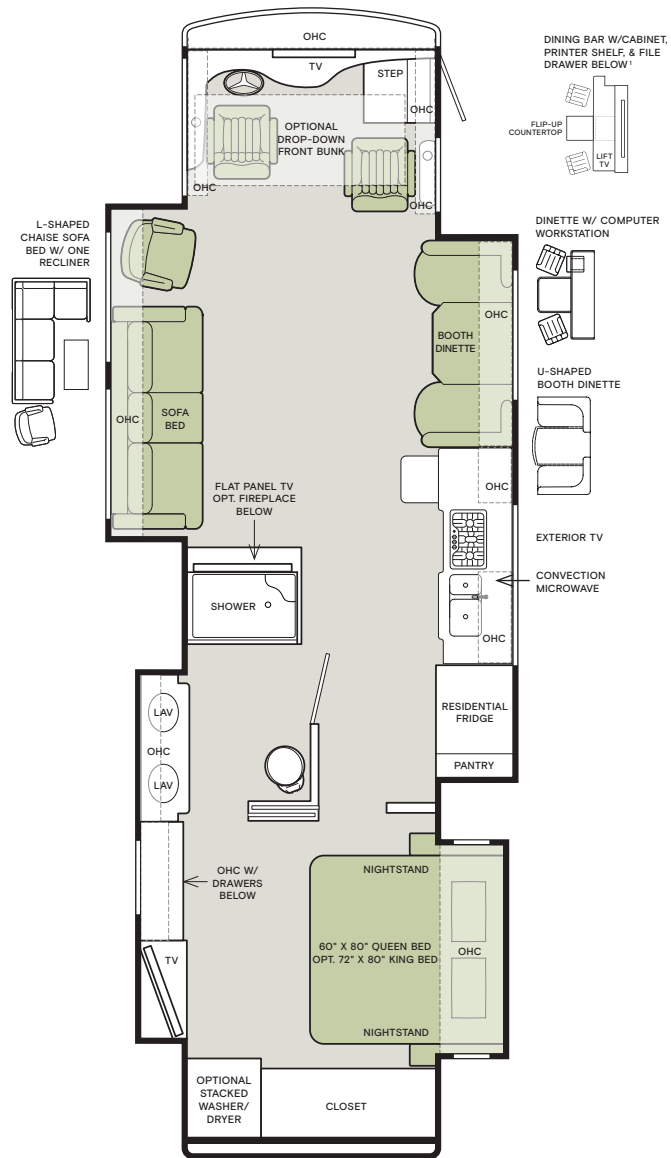 OHC
TV
STEP
OHC
OPTIONAL
DROP-DOWN
FRONT BUNK
OHC
OHC
DINING BAR W/CABINET,
PRINTER SHELF, & FILE
DRAWER BELOW¹
FLIP-UP
COUNTERTOP
LIFT
TV
L-SHAPED
CHAISE SOFA
BED W/ ONE
RECLINER
DINETTE W/ COMPUTER
WORKSTATION
OHC
BOOTH
DINETTE
U-SHAPED
BOOTH DINETTE
OHC
SOFA
BED
OHC
FLAT PANEL TV
OPT. FIREPLACE
BELOW
EXTERIOR TV
CONVECTION
MICROWAVE
SHOWER
OHC
RESIDENTIAL
FRIDGE
PANTRY
LAV
OHC
LAV
OHC W/
DRAWERS
BELOW
NIGHTSTAND
60" X 80" QUEEN BED
OPT. 72" X 80" KING BED
OHC
NIGHTSTAND
TV
OPTIONAL
STACKED
WASHER/
DRYER
CLOSET